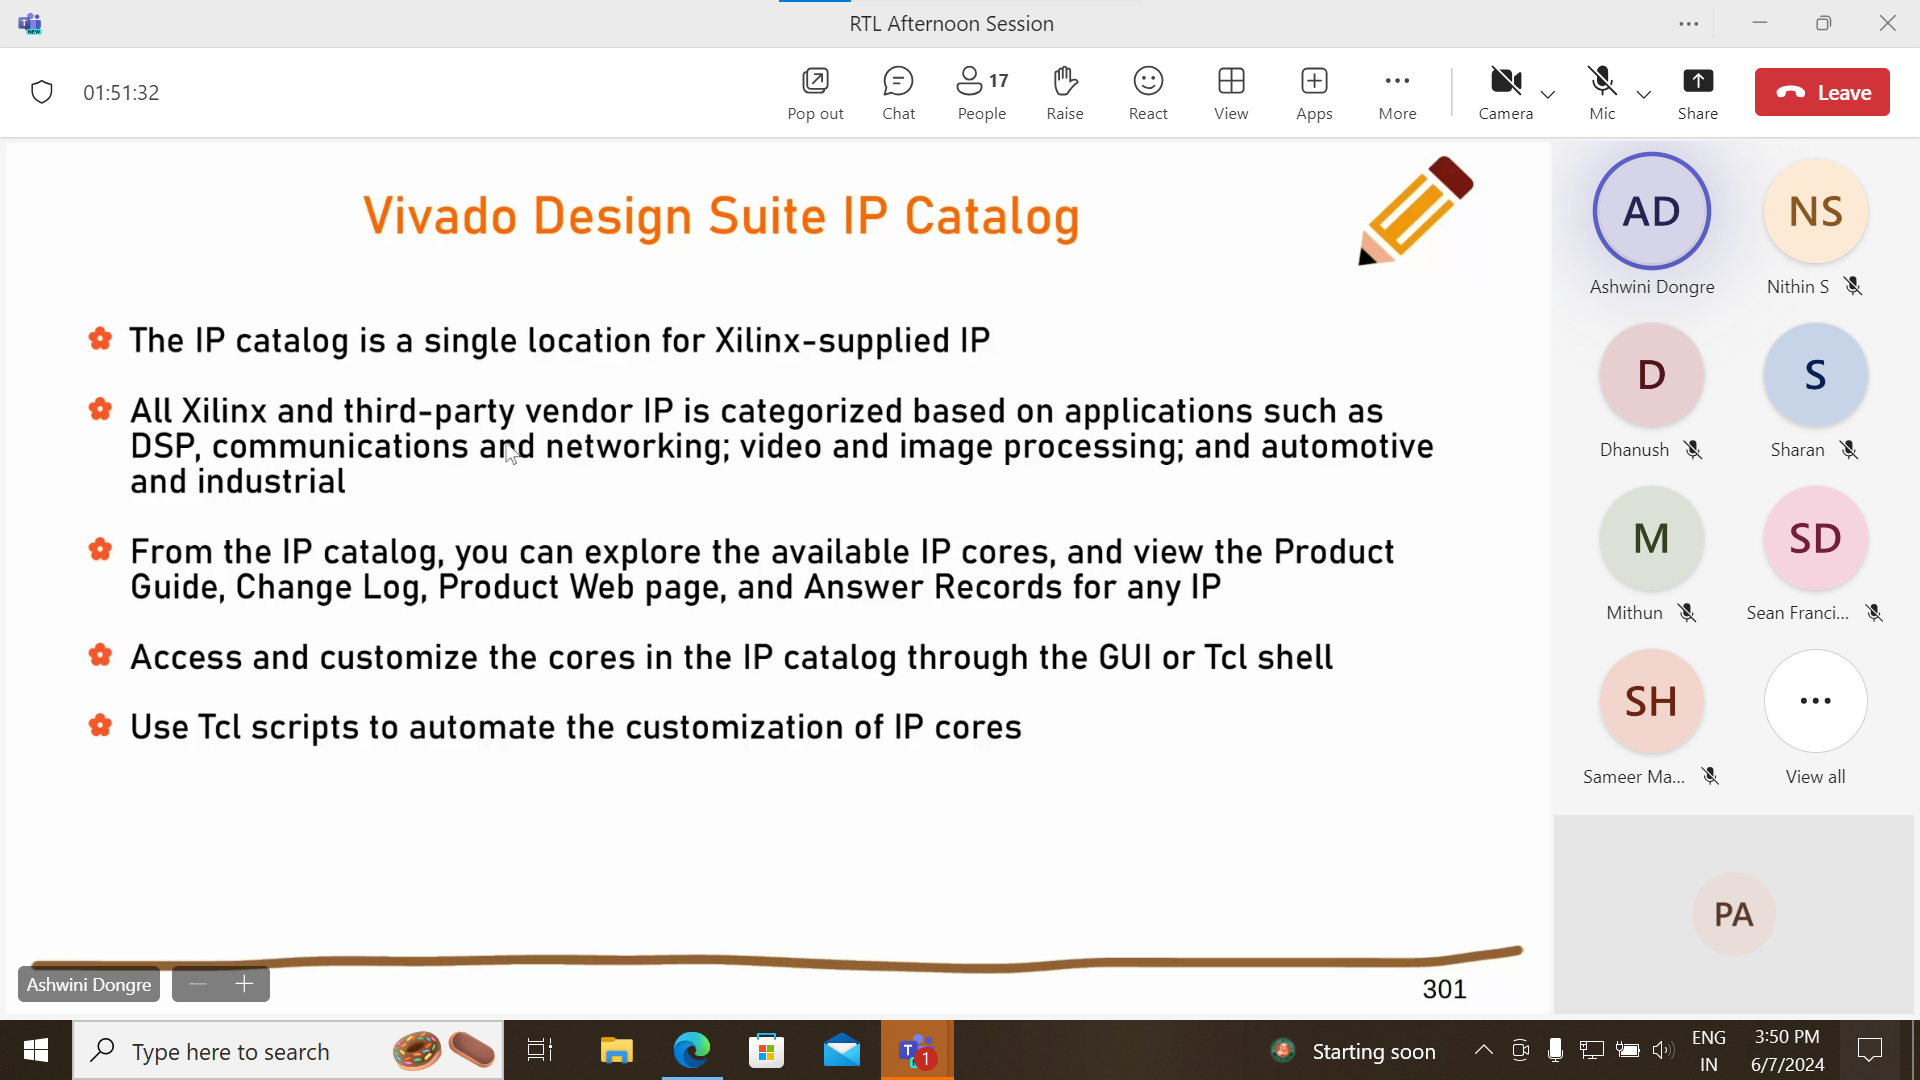 RTL Afternoon Session
NEW
01:51:32
Pop out
Chat
17
People
Raise
React
View
Apps
More
Camera
Mic
Share
Leave
Vivado Design Suite IP Catalog
The IP catalog is a single location for Xilinx-supplied IP
All Xilinx and third-party vendor IP is categorized based on applications such as
DSP, communications and networking; video and image processing; and automotive
and industrial
From the IP catalog, you can explore the available IP cores, and view the Product
Guide, Change Log, Product Web page, and Answer Records for any IP
Access and customize the cores in the IP catalog through the GUI or Tcl shell
Use Tcl scripts to automate the customization of IP cores
301
Ashwini Dongre
AD
Ashwini Dongre
NS
Nithin S
D
Dhanush
S
Sharan
M
Mithun
SD
Sean Franci...
SH
Sameer Ma...
View all
PA
Type here to search
T
1
Starting soon
ENG
IN
3:50 PM
6/7/2024